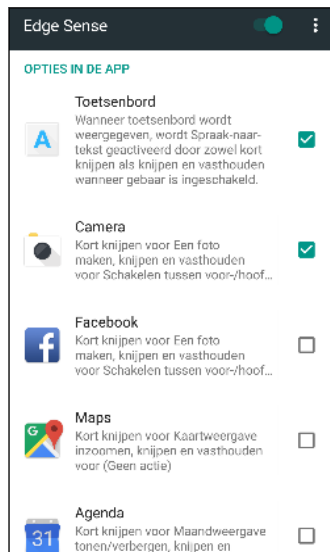 Edge Sense
OPTIES IN DE APP
Toetsenbord
Wanneer toetsenbord wordt
weergegeven, wordt Spraak-naar-
tekst geactiveerd door zowel kort
knijpen als knijpen en vasthouden
wanneer gebaar is ingeschakeld.
A
Camera
Kort knijpen voor Een foto
maken, knijpen en vasthouden
voor Schakelen tussen voor-/hoof...
Facebook
Kort knijpen voor Een foto
maken, knijpen en vasthouden
voor Schakelen tussen voor-/hoof...
f
Maps
Kort knijpen voor Kaartweergave
inzoomen, knijpen en vasthouden
voor (Geen actie)
G
Agenda
Kort knijpen voor Maandweergave
tonen/verbergen, knijpen en
31